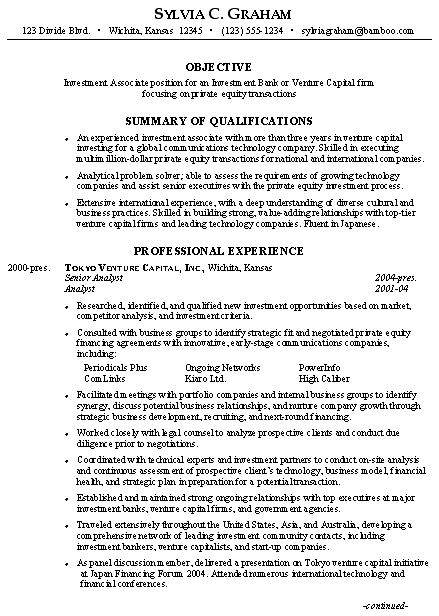 SYLVIA C. GRAHAM
123 Divide Blvd. • Wichita, Kansas 12345 • (123) 555-1234 • sylviagraham@bamboo.com
OBJECTIVE
Investment Associate position for an Investment Bank or Venture Capital firm
focusing on private equity transactions
SUMMARY OF QUALIFICATIONS
• An experienced investment associate with more than three years in venture capital
investing for a global communications technology company. Skilled in executing
multimillion-dollar private equity transactions for national and international companies.
• Analytical problem solver; able to assess the requirements of growing technology
companies and assist senior executives with the private equity investment process.
• Extensive international experience, with a deep understanding of diverse cultural and
business practices. Skilled in building strong, value-adding relationships with top-tier
venture capital firms and leading technology companies. Fluent in Japanese.
PROFESSIONAL EXPERIENCE
2000-pres. TOKYO VENTURE CAPITAL, INC., Wichita, Kansas
Senior Analyst 2004-pres.
Analyst 2001-04
• Researched, identified, and qualified new investment opportunities based on market,
competitor analysis, and investment criteria.
• Consulted with business groups to identify strategic fit and negotiated private equity
financing agreements with innovative, early-stage communications companies,
including:
Periodicals Plus Ongoing Networks PowerInfo
ComLinks Kiaro Ltd. High Caliber
• Facilitated meetings with portfolio companies and internal business groups to identify
synergy, discuss potential business relationships, and nurture company growth through
strategic business development, recruiting, and next-round financing.
• Worked closely with legal counsel to analyze prospective clients and conduct due
diligence prior to negotiations.
• Coordinated with technical experts and investment partners to conduct on-site analysis
and continuous assessment of prospective client's technology, business model, financial
health, and strategic plan in preparation for a potential transaction.
• Established and maintained strong ongoing relationships with top executives at major
investment banks, venture capital firms, and government agencies.
• Traveled extensively throughout the United States, Asia, and Australia, developing a
comprehensive network of leading investment community contacts, including
investment bankers, venture capitalists, and start-up companies.
• As panel discussion member, delivered a presentation on Tokyo venture capital initiative
at Japan Financing Forum 2004. Attended numerous international technology and
financial conferences.
-continued-